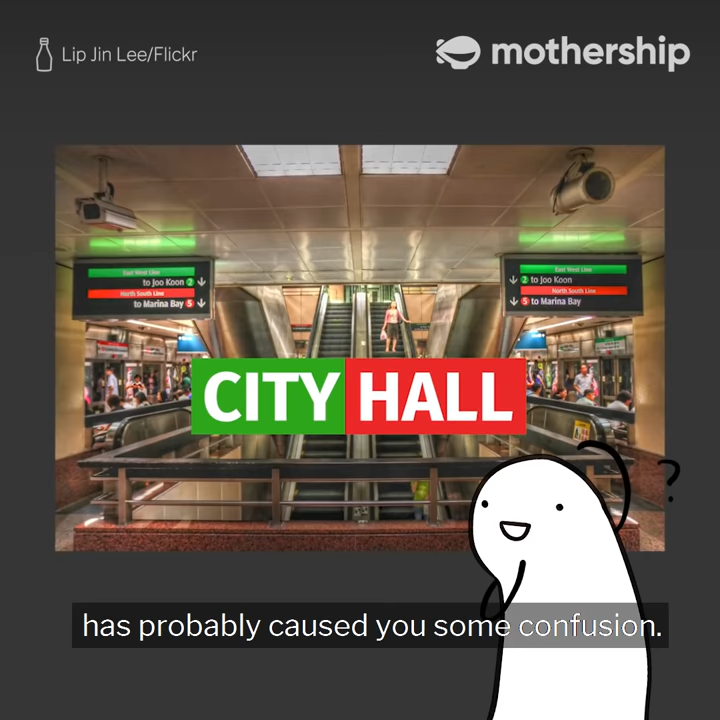 Lip Jin Lee/Flickr
mothership
East West Line
to Joo Koon 2
North South Line
to Marina Bay 5
East West Line
2 to Joo Koon
North South Line
5 to Marina Bay
CITY HALL
?
has probably caused you some confusion.